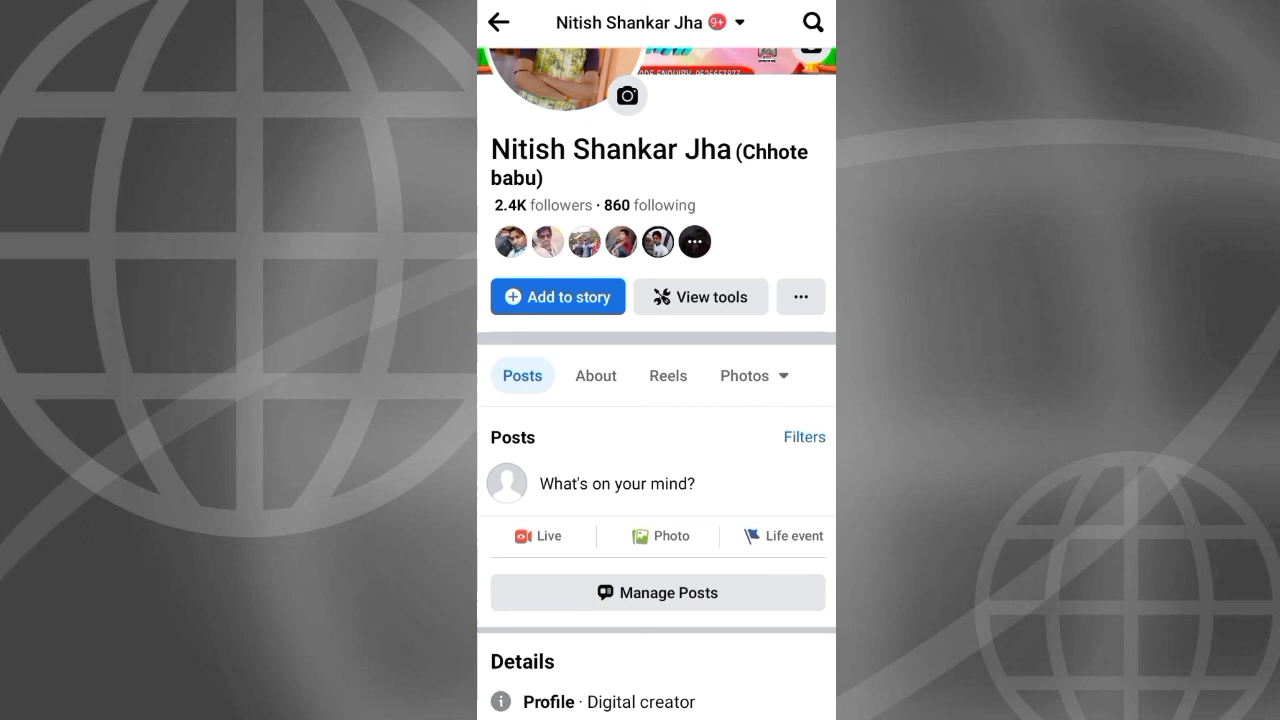 Nitish Shankar Jha 9+
Nitish Shankar Jha (Chhote
babu)
2.4K followers · 860 following
Add to story View tools
Posts About Reels Photos
Posts Filters
What's on your mind?
Live Photo Life event
Manage Posts
Details
Profile · Digital creator